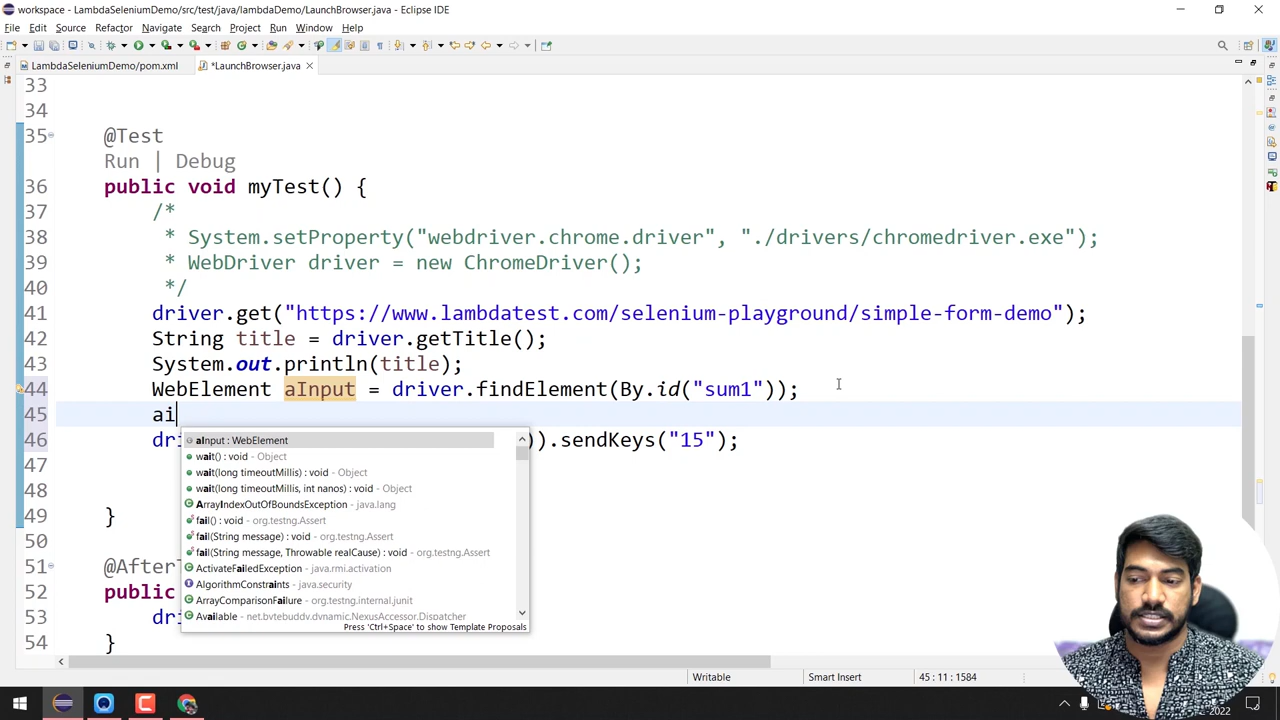 workspace - LambdaSeleniumDemo/src/test/java/lambdaDemo/LaunchBrowser.java - Eclipse IDE
File Edit Source Refactor Navigate Search Project Run Window Help
LambdaSeleniumDemo/pom.xml *LaunchBrowser.java
33
34
35 @Test
Run | Debug
36 public void myTest() {
37 /*
38 * System.setProperty("webdriver.chrome.driver", "./drivers/chromedriver.exe");
39 * WebDriver driver = new ChromeDriver();
40 */
41 driver.get("https://www.lambdatest.com/selenium-playground/simple-form-demo");
42 String title = driver.getTitle();
43 System.out.println(title);
44 WebElement aInput = driver.findElement(By.id("sum1"));
45 ai
46 dri )).sendKeys("15");
47
48
49 }
50
51 @AfterT
52 public
53 dri
54 }
aInput : WebElement
wait() : void - Object
wait(long timeoutMillis) : void - Object
wait(long timeoutMillis, int nanos) : void - Object
ArrayIndexOutOfBoundsException - java.lang
fail() : void - org.testng.Assert
fail(String message) : void - org.testng.Assert
fail(String message, Throwable realCause) : void - org.testng.Assert
ActivateFailedException - java.rmi.activation
AlgorithmConstraints - java.security
ArrayComparisonFailure - org.testng.internal.junit
Available - net.bytebuddy.dynamic.NexusAccessor.Dispatcher
Press 'Ctrl+Space' to show Template Proposals
Writable Smart Insert 45 : 11 : 1584
2022